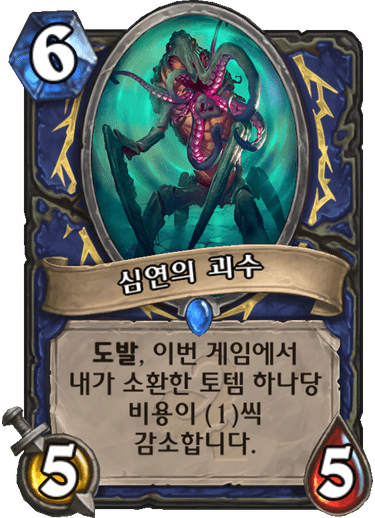 6
심연의 괴수
도발, 이번 게임에서
내가 소환한 토템 하나당
비용이 (1)씩
감소합니다.
5
5